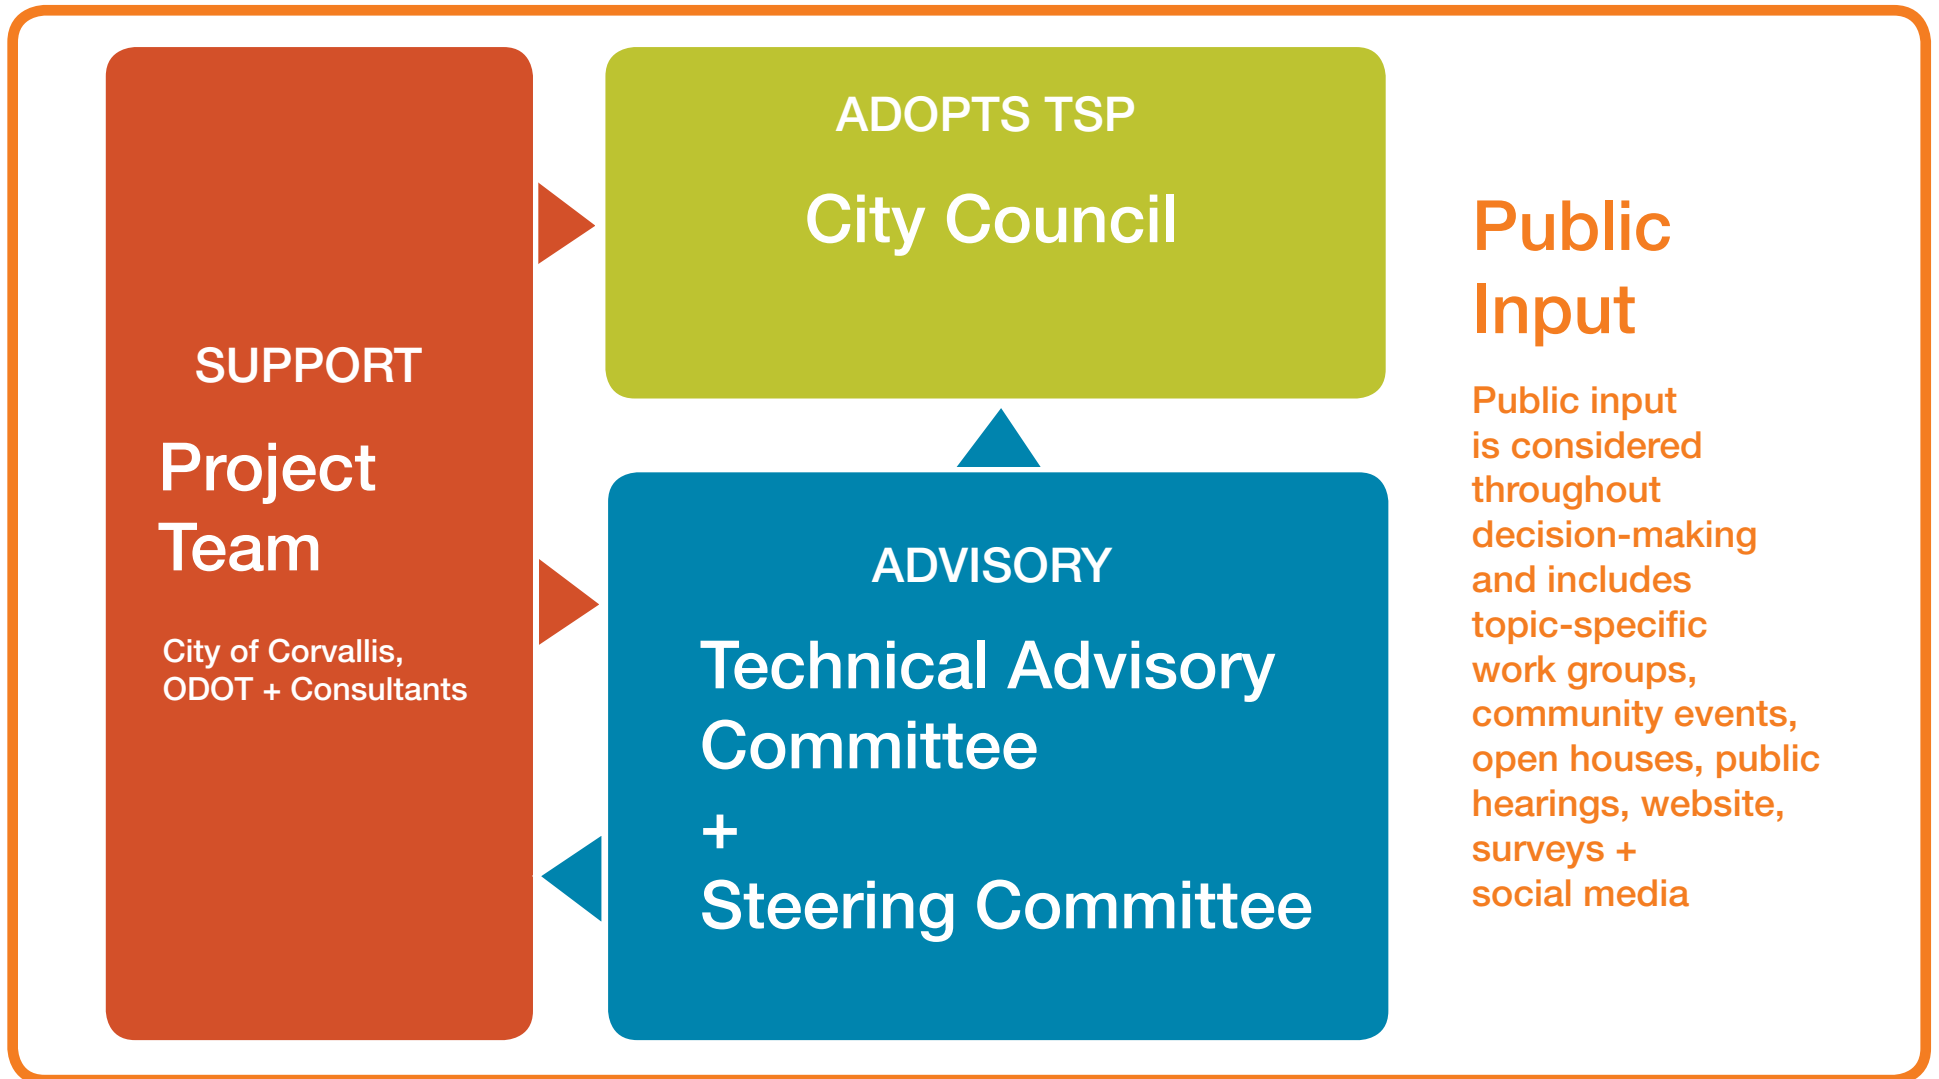 SUPPORT
Project
Team
City of Corvallis,
ODOT + Consultants
ADOPTS TSP
City Council
ADVISORY
Technical Advisory
Committee
+
Steering Committee
Public
Input
Public input
is considered
throughout
decision-making
and includes
topic-specific
work groups,
community events,
open houses, public
hearings, website,
surveys +
social media